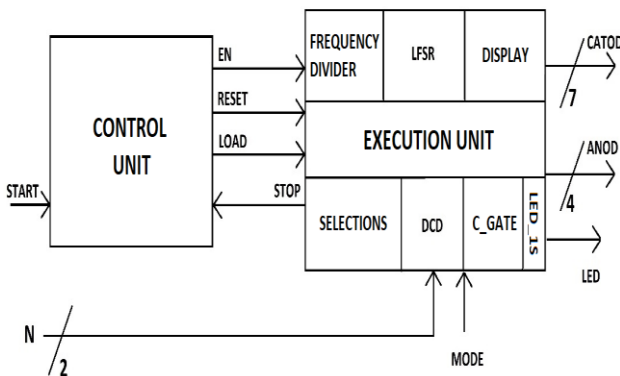 CONTROL
UNIT
START
EN
RESET
LOAD
STOP
FREQUENCY
DIVIDER
LFSR
DISPLAY
EXECUTION UNIT
SELECTIONS
DCD
C_GATE
LED_1S
CATOD
7
ANOD
4
LED
N
2
MODE